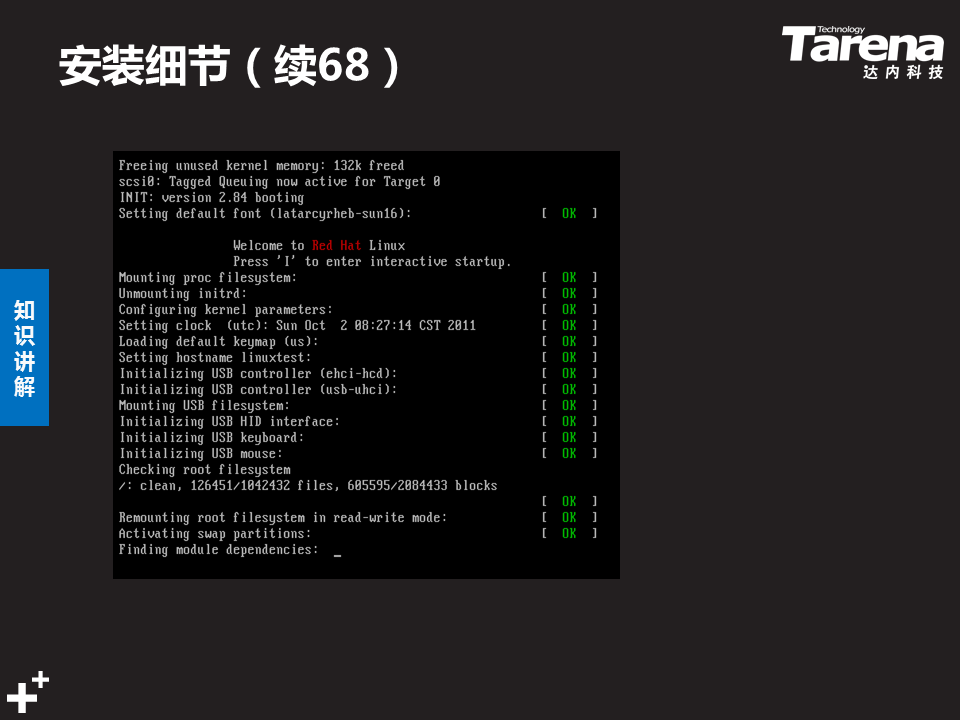 安装细节（续68）
Technology
Tarena
达内科技
知识讲解
Freeing unused kernel memory: 132k freed
scsi0: Tagged Queuing now active for Target 0
INIT: version 2.84 booting
Setting default font (latarcyrheb-sun16): [ OK ]
Welcome to Red Hat Linux
Press 'I' to enter interactive startup.
Mounting proc filesystem: [ OK ]
Unmounting initrd: [ OK ]
Configuring kernel parameters: [ OK ]
Setting clock (utc): Sun Oct 2 08:27:14 CST 2011 [ OK ]
Loading default keymap (us): [ OK ]
Setting hostname linuxtest: [ OK ]
Initializing USB controller (ehci-hcd): [ OK ]
Initializing USB controller (usb-uhci): [ OK ]
Mounting USB filesystem: [ OK ]
Initializing USB HID interface: [ OK ]
Initializing USB keyboard: [ OK ]
Initializing USB mouse: [ OK ]
Checking root filesystem
/: clean, 126451/1042432 files, 605595/2084433 blocks
[ OK ]
Remounting root filesystem in read-write mode: [ OK ]
Activating swap partitions: [ OK ]
Finding module dependencies: _